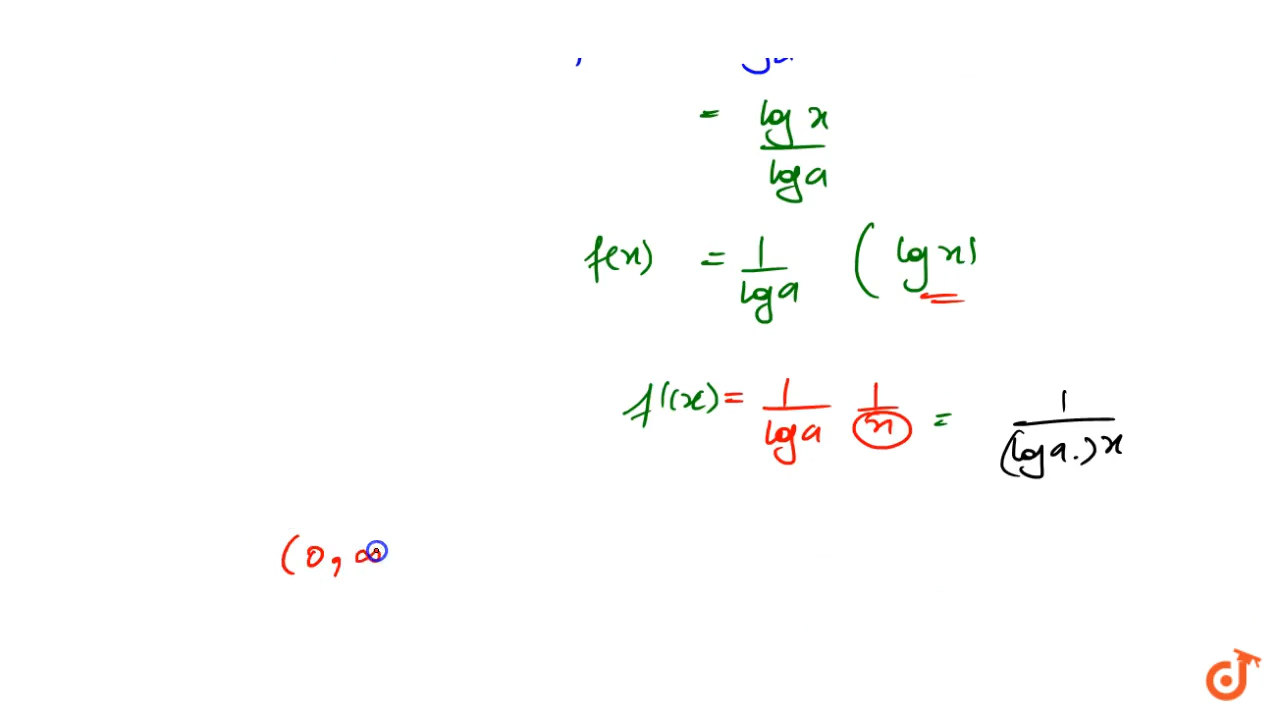 = log x / log a
f(x) = 1 / log a ( log x)
f'(x) = 1 / log a 1 / x = 1 / (log a.) x
(0, ∞